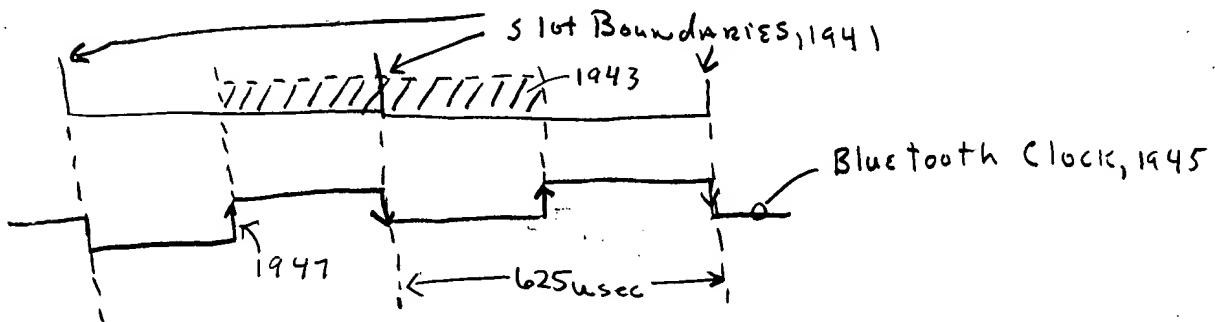 Slot Boundaries, 1941
1943
Bluetooth Clock, 1945
1947
625usec